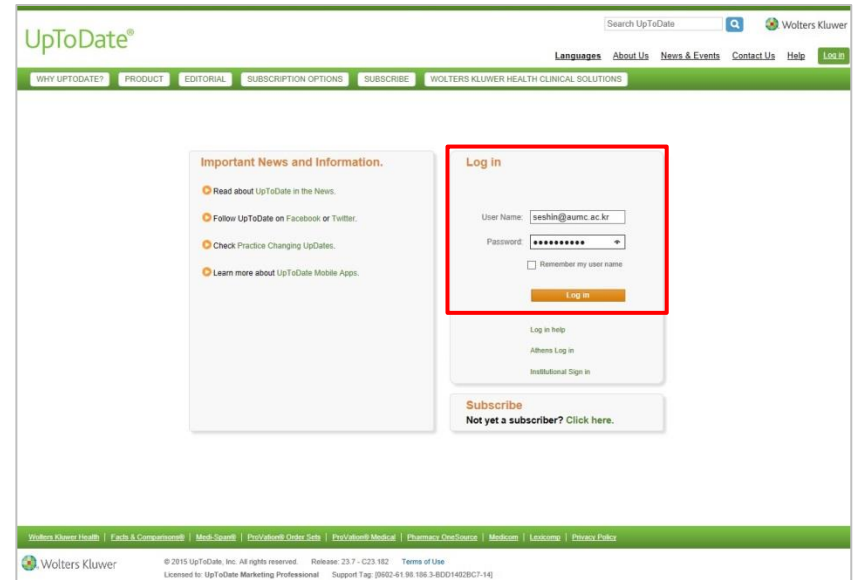 UpToDate®
Search UpToDate
Wolters Kluwer
Languages About Us News & Events Contact Us Help Log in
WHY UPTODATE? PRODUCT EDITORIAL SUBSCRIPTION OPTIONS SUBSCRIBE WOLTERS KLUWER HEALTH CLINICAL SOLUTIONS
Important News and Information.
Read about UpToDate in the News.
Follow UpToDate on Facebook or Twitter.
Check Practice Changing UpDates.
Learn more about UpToDate Mobile Apps.
Log in
User Name: seshin@aumc.ac.kr
Password: ●●●●●●●●●●
Remember my user name
Log in
Log in help
Athens Log in
Institutional Sign in
Subscribe
Not yet a subscriber? Click here.
Wolters Kluwer Health | Facts & Comparisons® | Medi-Span® | ProVation® Order Sets | ProVation® Medical | Pharmacy OneSource | Medicom | Lexicomp | Privacy Policy
Wolters Kluwer
© 2015 UpToDate, Inc. All rights reserved. Release: 23.7 - C23.182 Terms of Use
Licensed to: UpToDate Marketing Professional Support Tag: [0602-61.98.106.3-BDD1402BC7-14]